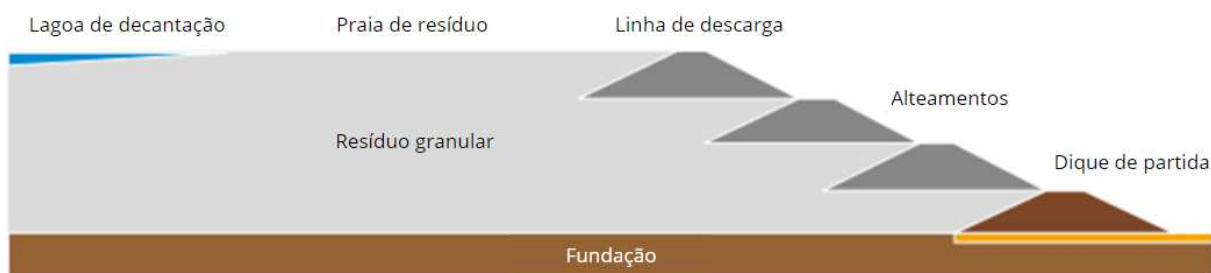 Lagoa de decantação
Praia de resíduo
Linha de descarga
Alteamentos
Resíduo granular
Dique de partida
Fundação